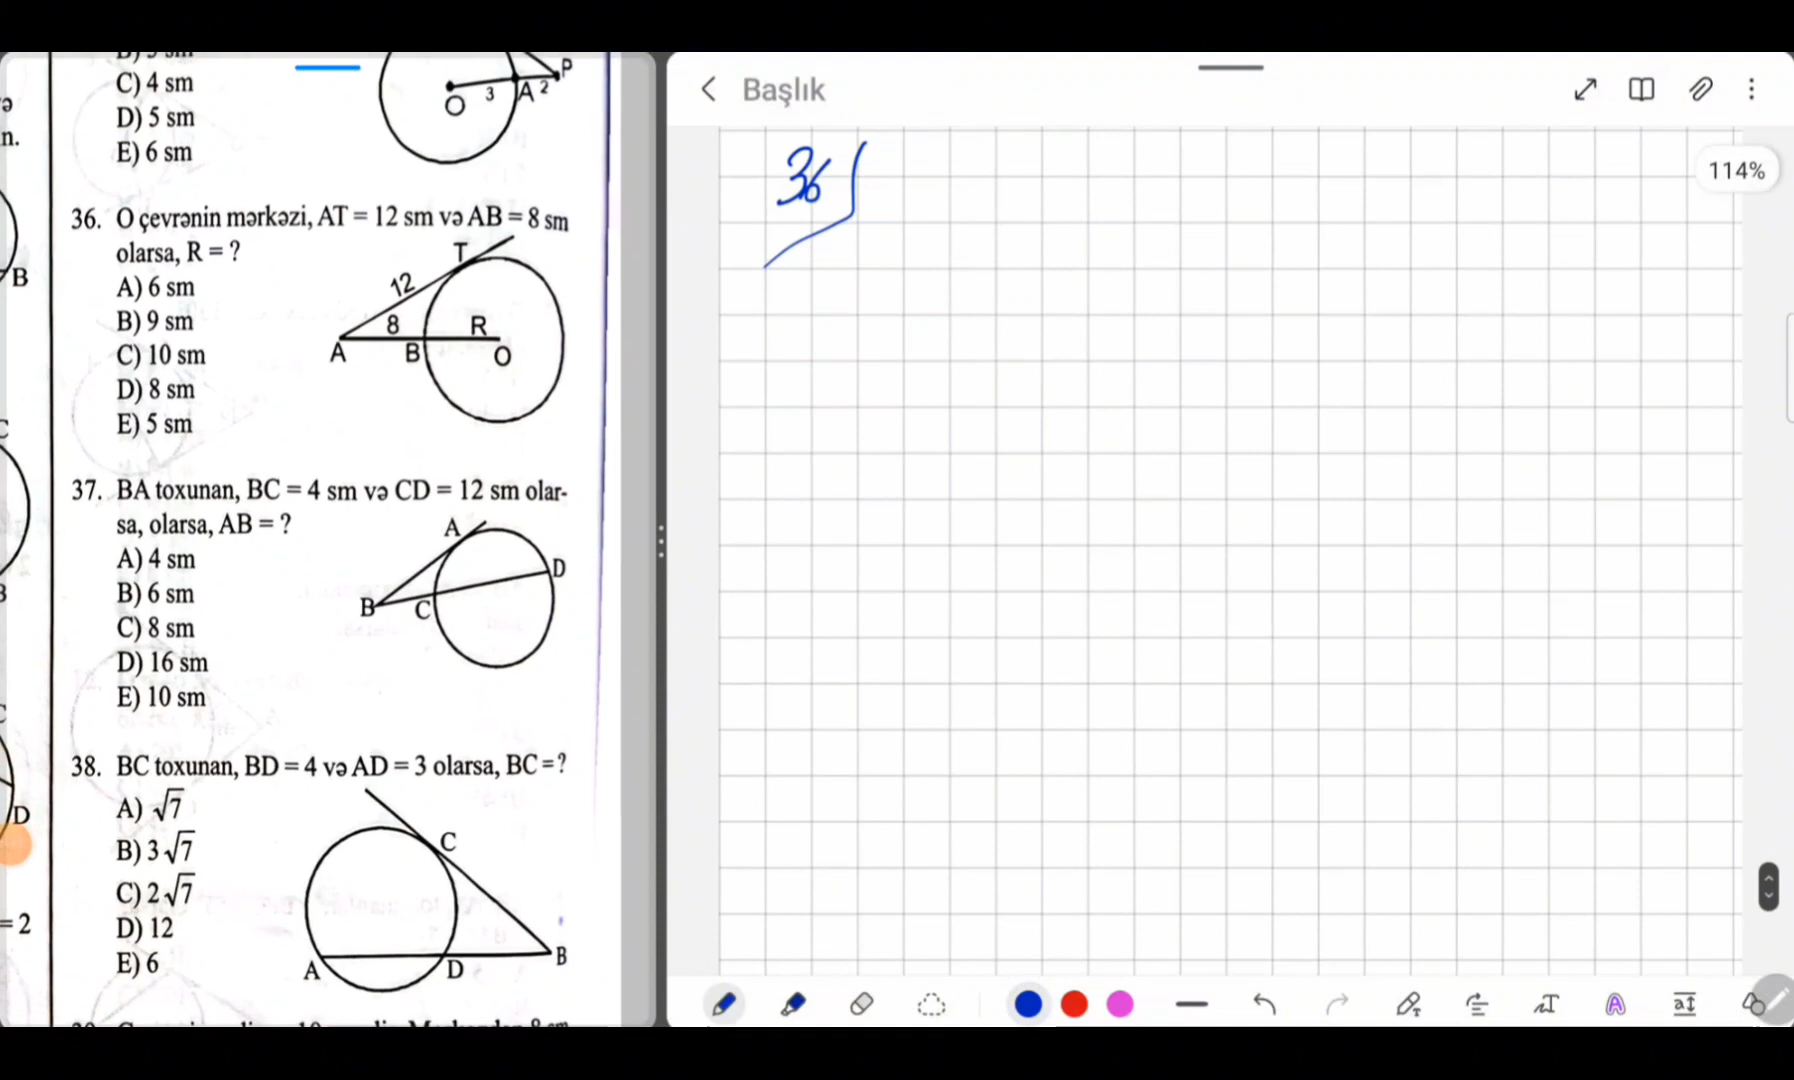 C) 4 sm
D) 5 sm
E) 6 sm
O 3 A 2 P
ə
n.
B
36. O çevrənin mərkəzi, AT = 12 sm və AB = 8 sm
olarsa, R = ?
A) 6 sm
B) 9 sm
C) 10 sm
D) 8 sm
E) 5 sm
T
12
8 R
A B O
37. BA toxunan, BC = 4 sm və CD = 12 sm olar-
sa, olarsa, AB = ?
A) 4 sm
B) 6 sm
C) 8 sm
D) 16 sm
E) 10 sm
A
D
B C
38. BC toxunan, BD = 4 və AD = 3 olarsa, BC = ?
A) √7
B) 3√7
C) 2√7
D) 12
E) 6
C
A D B
D
= 2
Başlık
114%
36